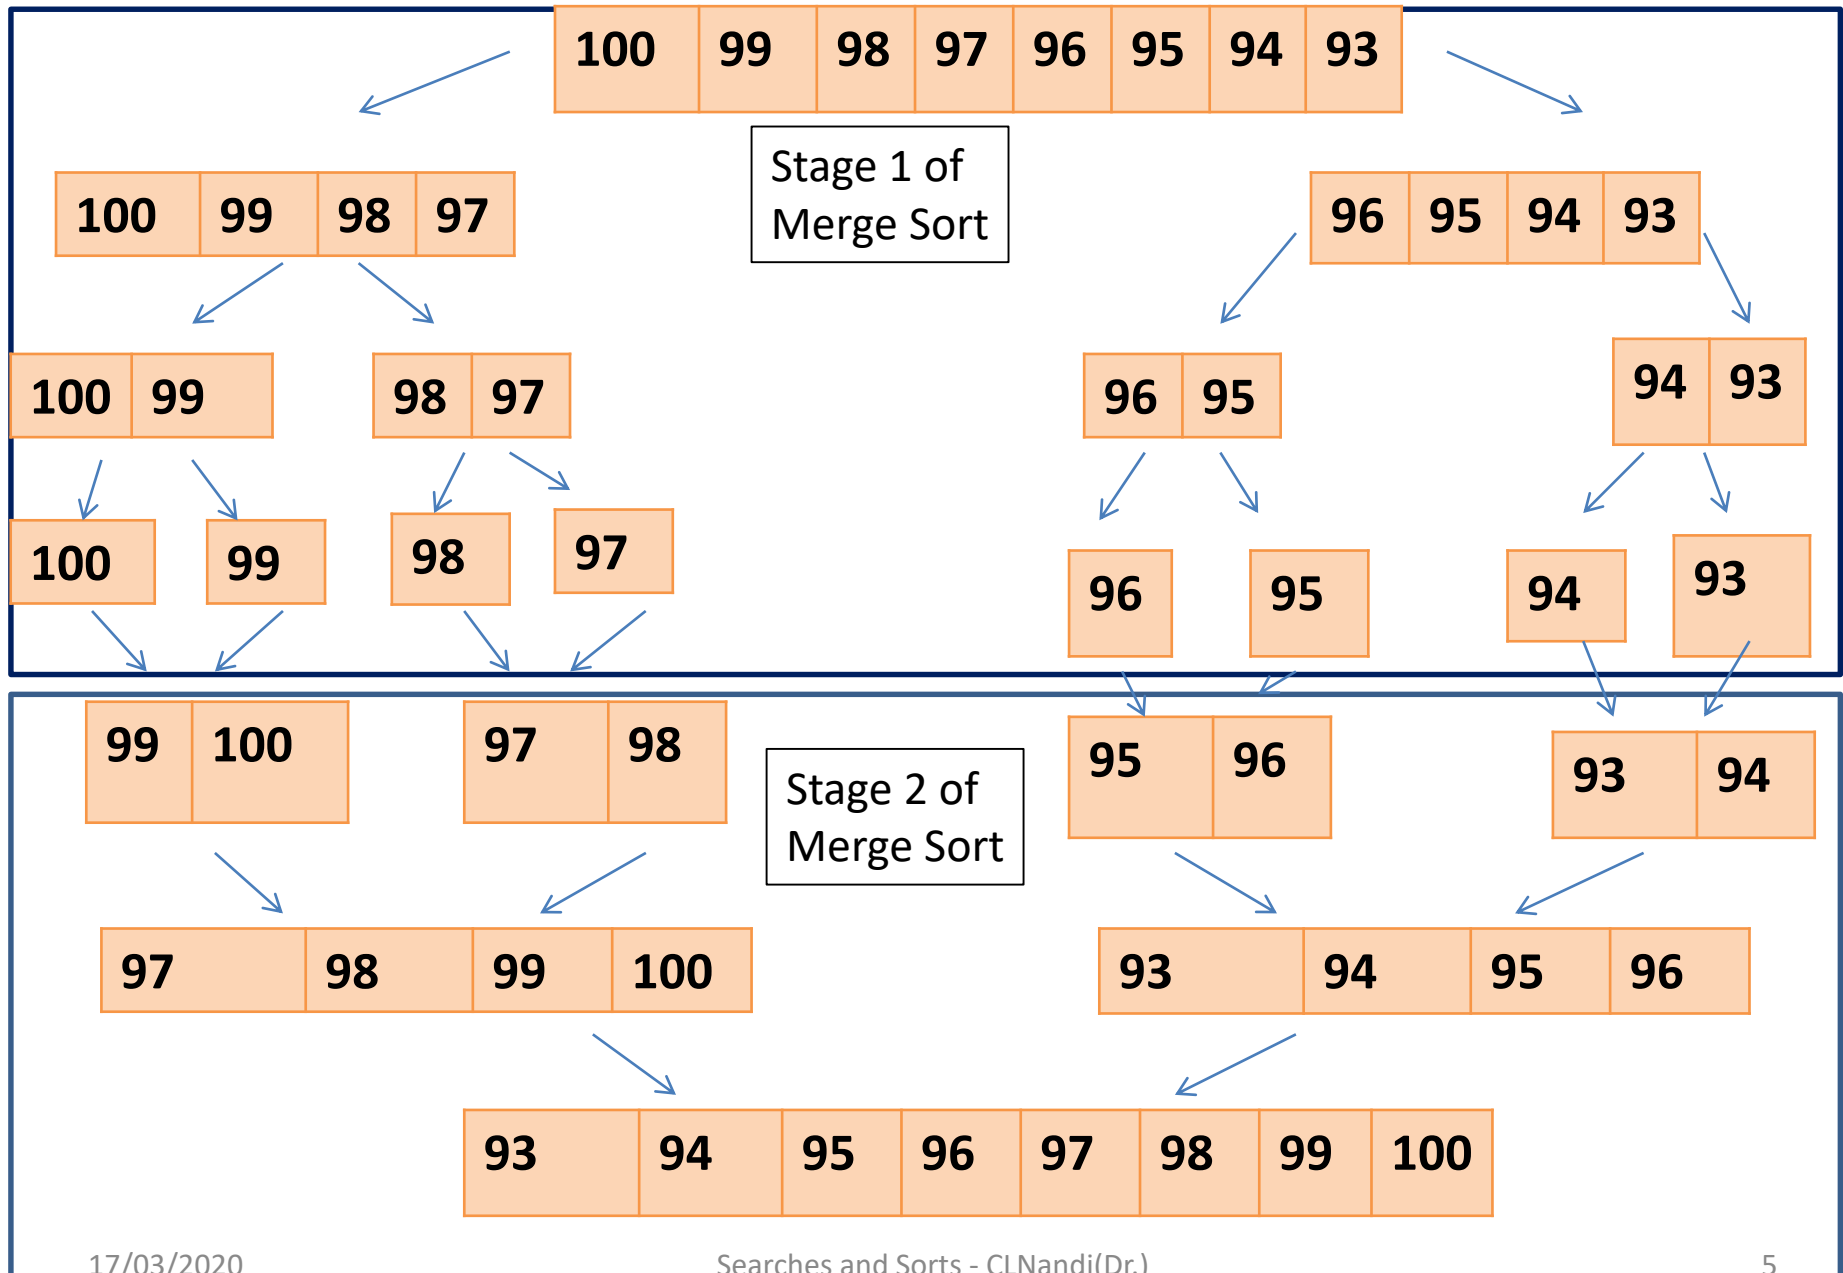 100 99 98 97 96 95 94 93
Stage 1 of
Merge Sort
100 99 98 97
96 95 94 93
100 99
98 97
96 95
94 93
100
99
98
97
96
95
94
93
99 100
97 98
95 96
93 94
Stage 2 of
Merge Sort
97 98 99 100
93 94 95 96
93 94 95 96 97 98 99 100
17/03/2020
Searches and Sorts - CLNandi(Dr.)
5